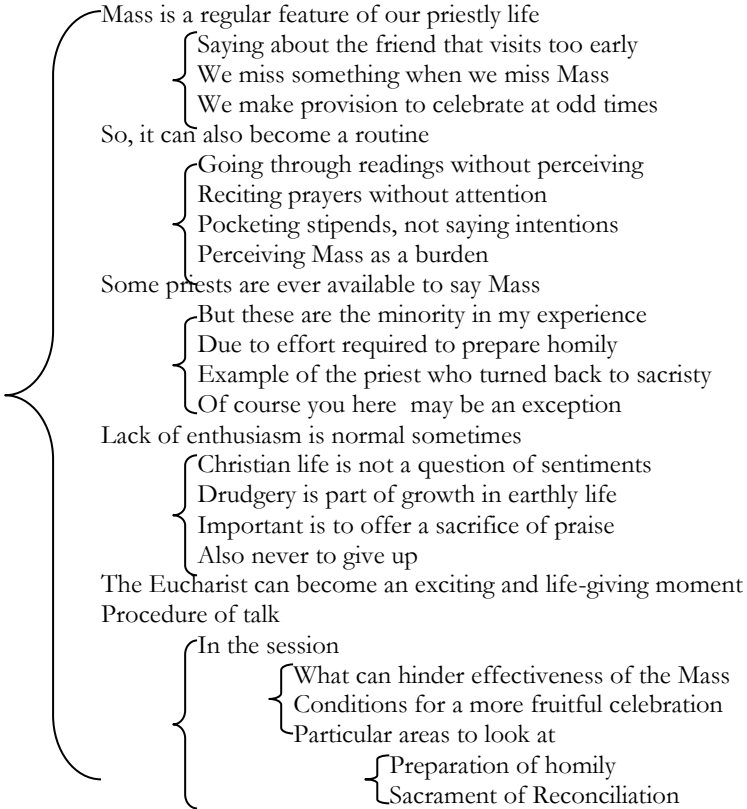 Mass is a regular feature of our priestly life
Saying about the friend that visits too early
We miss something when we miss Mass
We make provision to celebrate at odd times
So, it can also become a routine
Going through readings without perceiving
Reciting prayers without attention
Pocketing stipends, not saying intentions
Perceiving Mass as a burden
Some priests are ever available to say Mass
But these are the minority in my experience
Due to effort required to prepare homily
Example of the priest who turned back to sacristy
Of course you here may be an exception
Lack of enthusiasm is normal sometimes
Christian life is not a question of sentiments
Drudgery is part of growth in earthly life
Important is to offer a sacrifice of praise
Also never to give up
The Eucharist can become an exciting and life-giving moment
Procedure of talk
In the session
What can hinder effectiveness of the Mass
Conditions for a more fruitful celebration
Particular areas to look at
Preparation of homily
Sacrament of Reconciliation